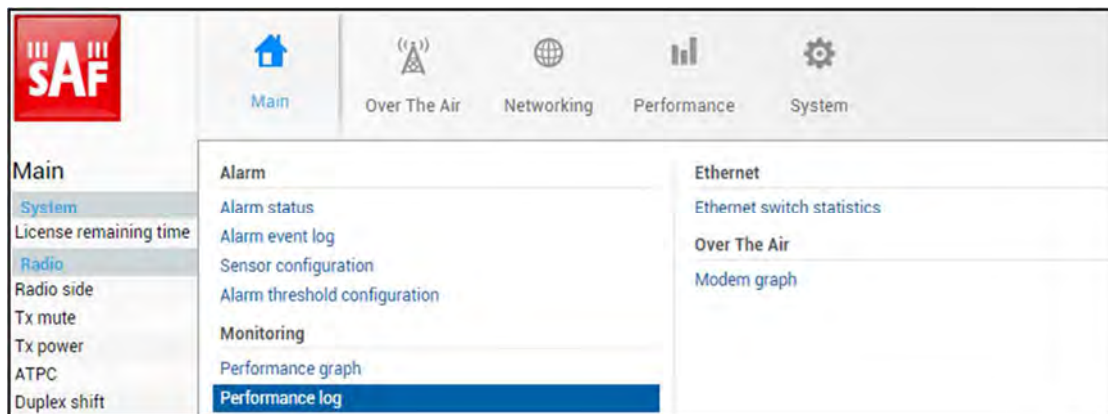 SAF
Main
Over The Air
Networking
Performance
System
Main
System
License remaining time
Radio
Radio side
Tx mute
Tx power
ATPC
Duplex shift
Alarm
Alarm status
Alarm event log
Sensor configuration
Alarm threshold configuration
Monitoring
Performance graph
Performance log
Ethernet
Ethernet switch statistics
Over The Air
Modem graph